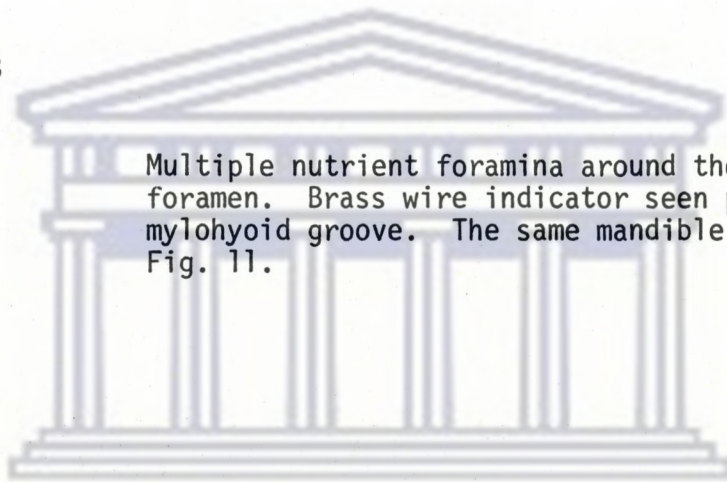 Multiple nutrient foramina around the
foramen. Brass wire indicator seen
mylohyoid groove. The same mandible
Fig. 11.